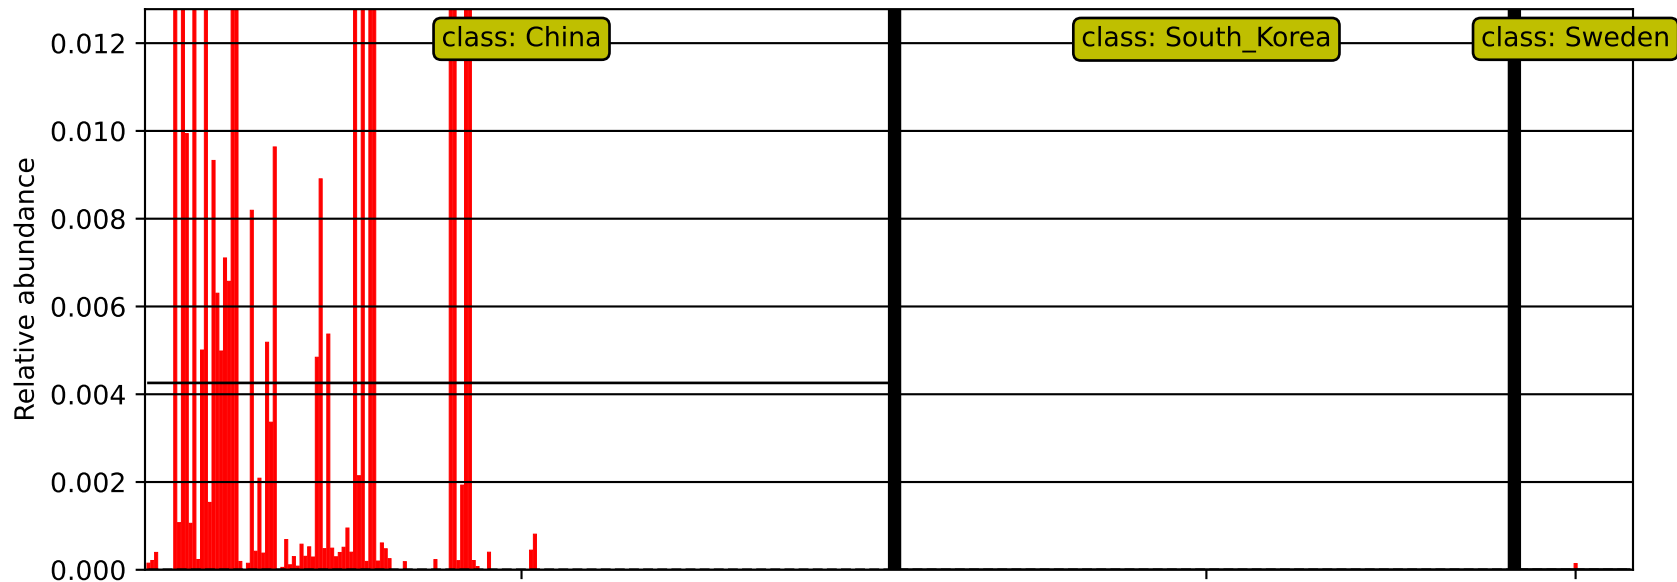 class: China
class: South_Korea
class: Sweden
0.012
0.010
0.008
0.006
0.004
0.002
0.000
Relative abundance